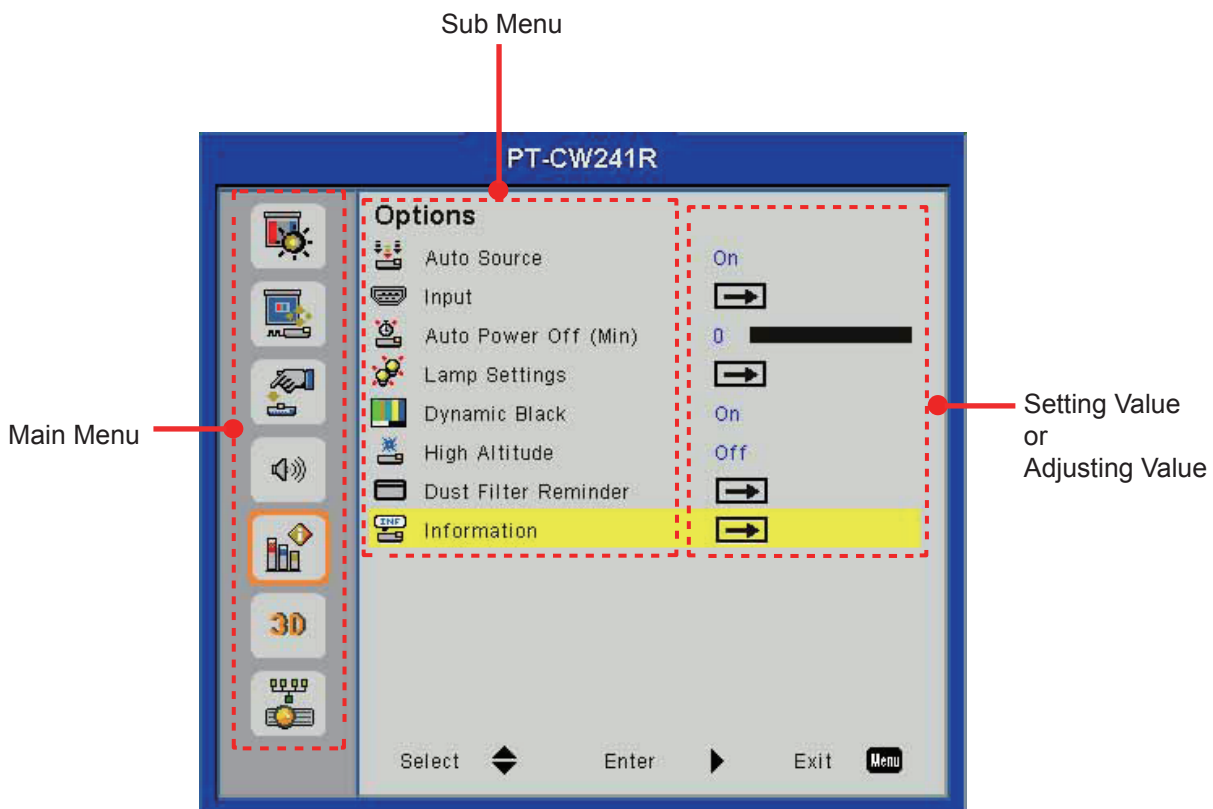 Sub Menu
PT-CW241R
Options
Auto Source On
Input
Auto Power Off (Min) 0
Lamp Settings
Dynamic Black On
High Altitude Off
Dust Filter Reminder
INF Information
3D
Main Menu
Setting Value
or
Adjusting Value
Select Enter Exit Menu